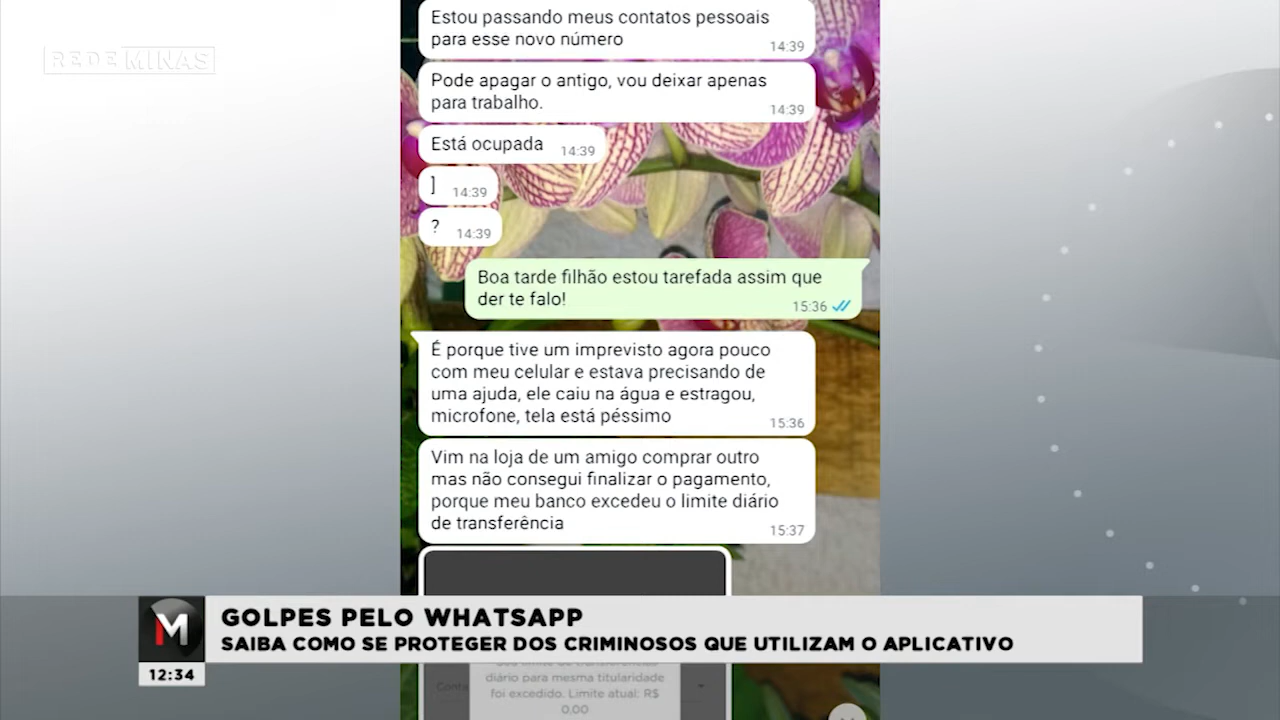 REDE MINAS
Estou passando meus contatos pessoais
para esse novo número
14:39
Pode apagar o antigo, vou deixar apenas
para trabalho.
14:39
Está ocupada 14:39
] 14:39
? 14:39
Boa tarde filhão estou tarefada assim que
der te falo!
15:36
É porque tive um imprevisto agora pouco
com meu celular e estava precisando de
uma ajuda, ele caiu na água e estragou,
microfone, tela está péssimo
15:36
Vim na loja de um amigo comprar outro
mas não consegui finalizar o pagamento,
porque meu banco excedeu o limite diário
de transferência
15:37
M
GOLPES PELO WHATSAPP
SAIBA COMO SE PROTEGER DOS CRIMINOSOS QUE UTILIZAM O APLICATIVO
12:34
diário para mesma titularidade
foi excedido. Limite atual: R$
0,00